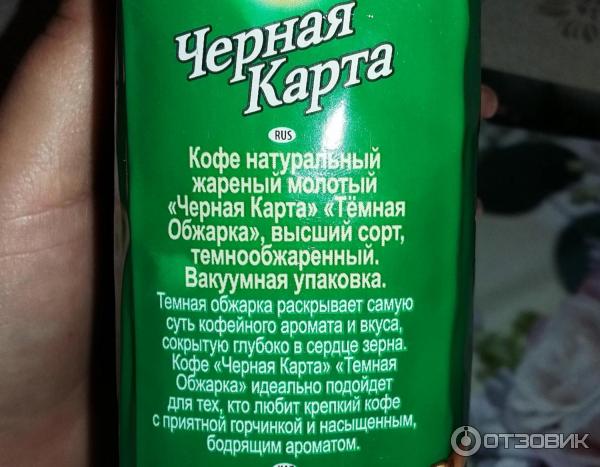 Черная
Карта
RUS
Кофе натуральный
жареный молотый
«Черная Карта» «Тёмная
Обжарка», высший сорт,
темнообжаренный.
Вакуумная упаковка.
Темная обжарка раскрывает самую
суть кофейного аромата и вкуса,
сокрытую глубоко в сердце зерна.
Кофе «Черная Карта» «Темная
Обжарка» идеально подойдет
для тех, кто любит крепкий кофе
с приятной горчинкой и насыщенным,
бодрящим ароматом.
ОТЗОВИК